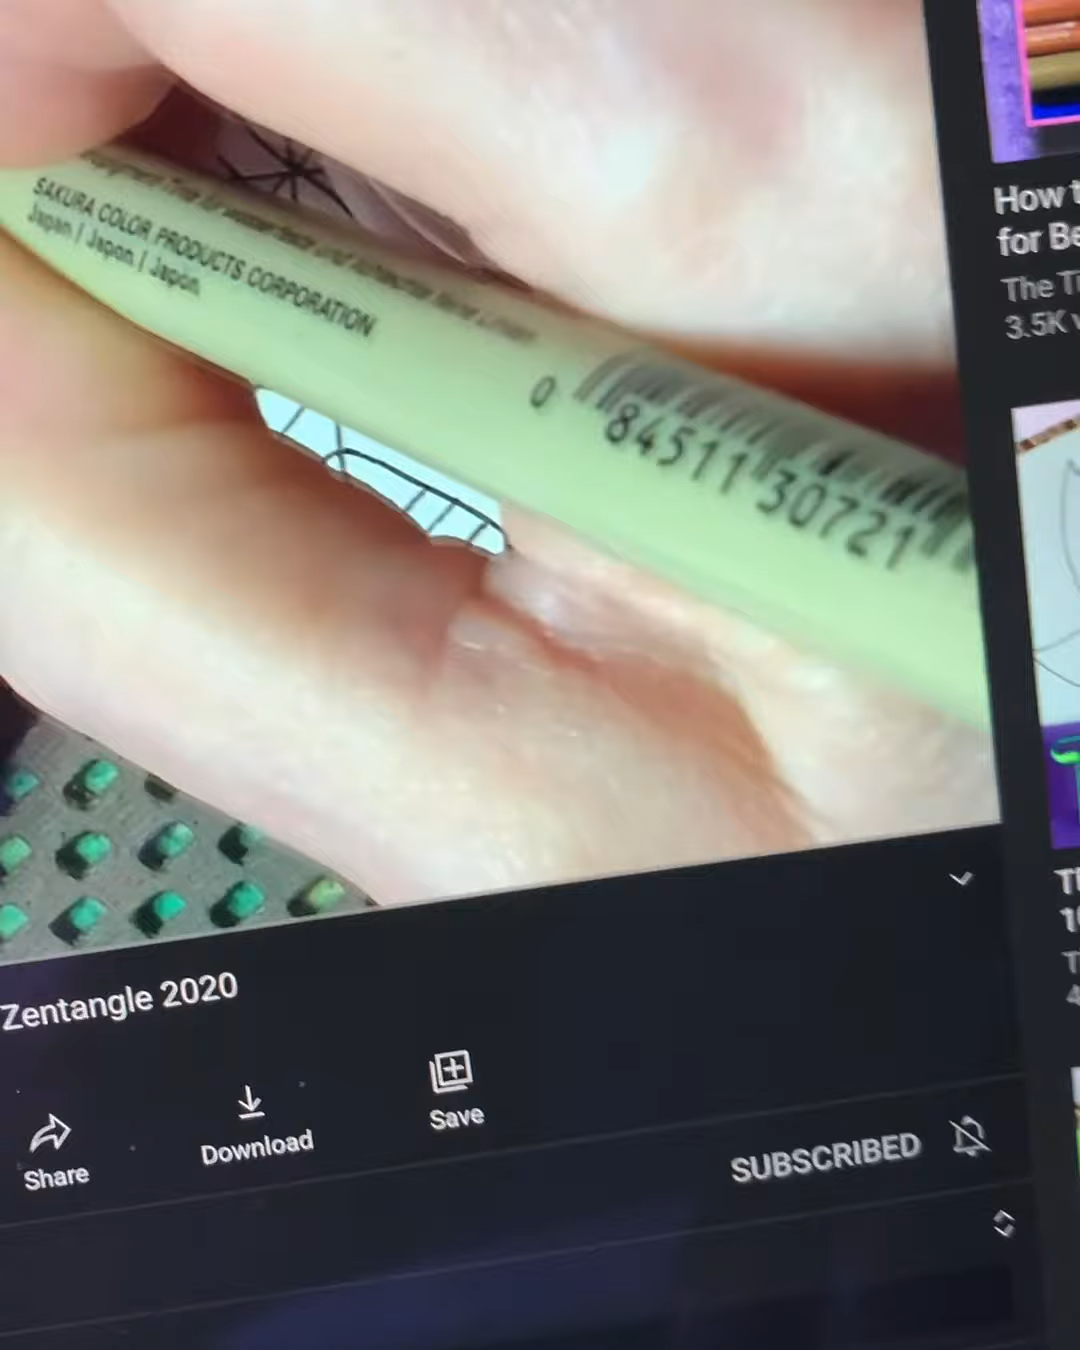 SAKURA COLOR PRODUCTS CORPORATION
Japan / Japon / Japon
0 84511 30721
How
for Be
The
3.5K
Zentangle 2020
Share
Download
Save
SUBSCRIBED